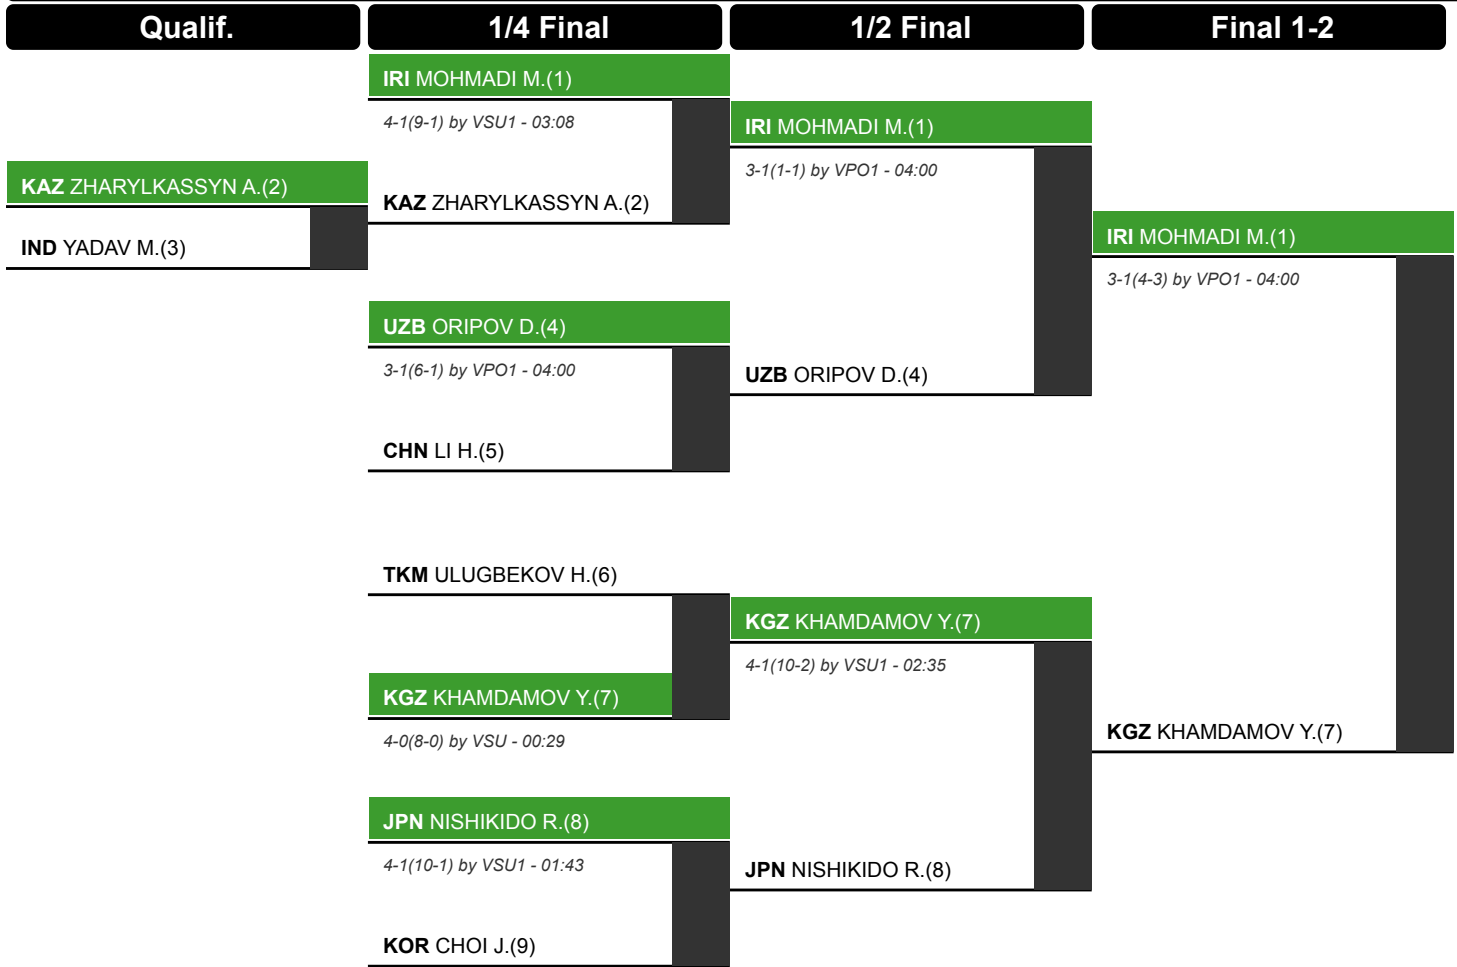 Qualif.
1/4 Final
1/2 Final
Final 1-2
KAZ ZHARYLKASSYN A.(2)
IND YADAV M.(3)
IRI MOHMADI M.(1)
4-1(9-1) by VSU1 - 03:08
KAZ ZHARYLKASSYN A.(2)
UZB ORIPOV D.(4)
3-1(6-1) by VPO1 - 04:00
CHN LI H.(5)
TKM ULUGBEKOV H.(6)
KGZ KHAMDAMOV Y.(7)
4-0(8-0) by VSU - 00:29
JPN NISHIKIDO R.(8)
4-1(10-1) by VSU1 - 01:43
KOR CHOI J.(9)
IRI MOHMADI M.(1)
3-1(1-1) by VPO1 - 04:00
UZB ORIPOV D.(4)
KGZ KHAMDAMOV Y.(7)
4-1(10-2) by VSU1 - 02:35
JPN NISHIKIDO R.(8)
IRI MOHMADI M.(1)
3-1(4-3) by VPO1 - 04:00
KGZ KHAMDAMOV Y.(7)